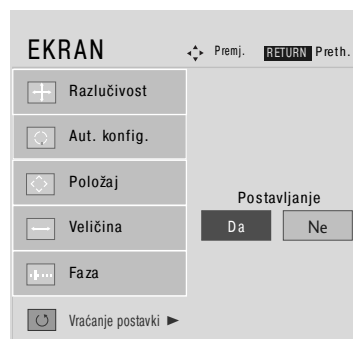 EKRAN
Premj. RETURN Preth.
Razlučivost
Aut. konfig.
Položaj
Veličina
Faza
Vraćanje postavki ►
Postavljanje
Da Ne